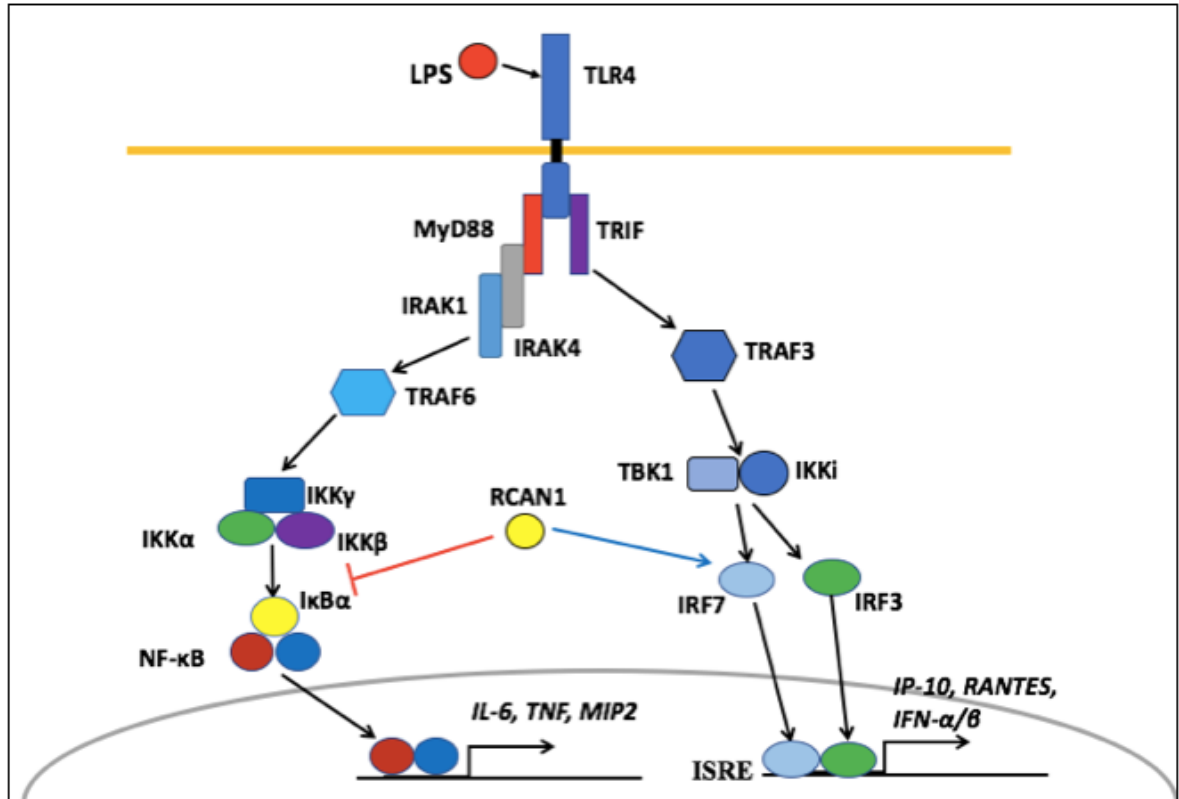 LPS
TLR4
MyD88
TRIF
IRAK1
IRAK4
TRAF3
TRAF6
TBK1
IKKi
IKKγ
RCAN1
IKKα
IKKβ
IκBα
IRF7
IRF3
NF-κB
IL-6, TNF, MIP2
IP-10, RANTES,
IFN-α/β
ISRE